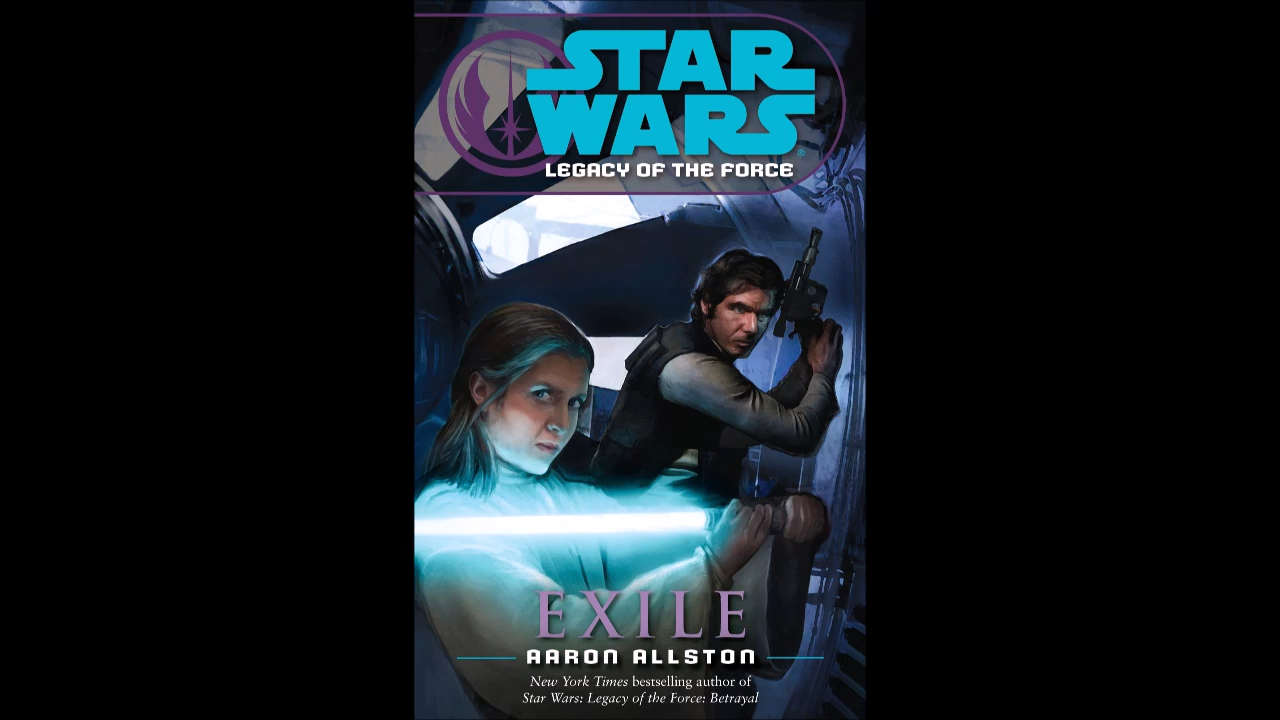 STAR
WARS®
LEGACY OF THE FORCE
EXILE
AARON ALLSTON
New York Times bestselling author of
Star Wars: Legacy of the Force: Betrayal